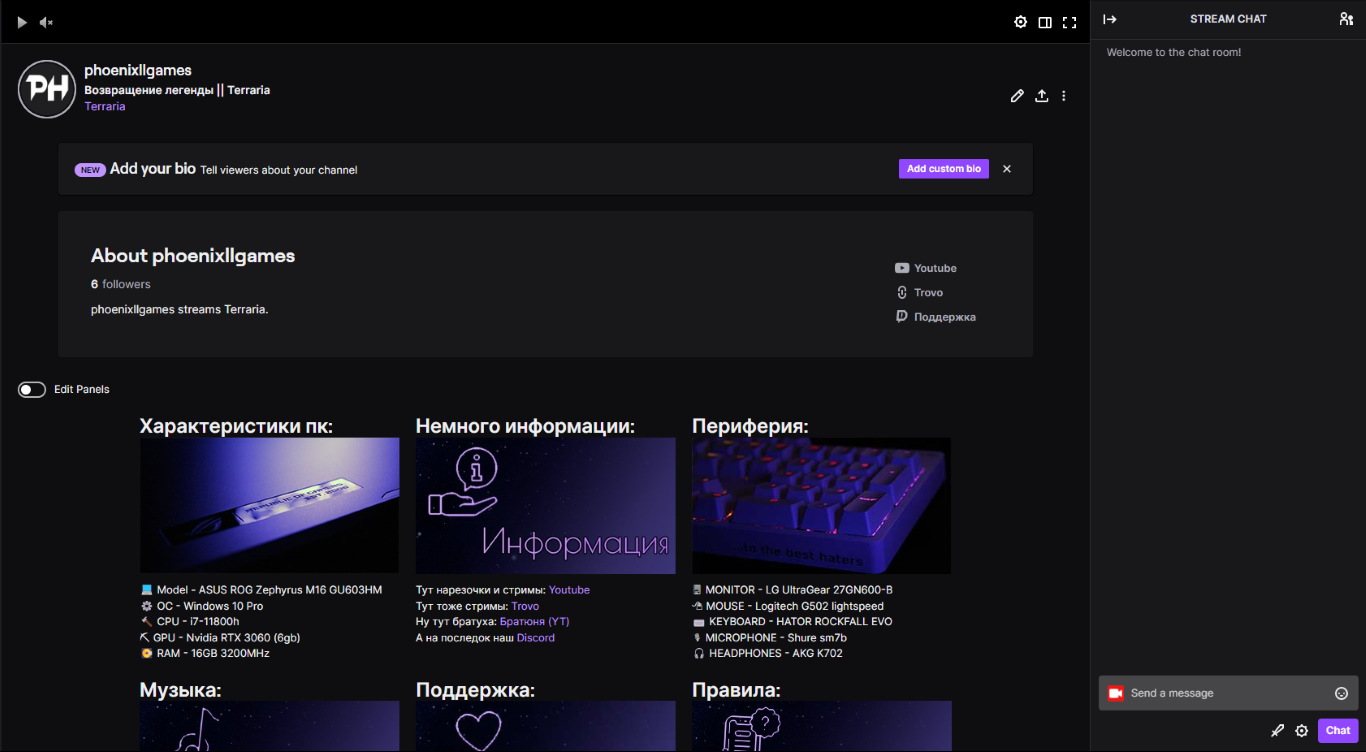 STREAM CHAT
Welcome to the chat room!
PH
phoenixllgames
Возвращение легенды || Terraria
Terraria
NEW Add your bio Tell viewers about your channel
Add custom bio
About phoenixllgames
6 followers
phoenixllgames streams Terraria.
Youtube
Trovo
Поддержка
Edit Panels
Характеристики пк:
Model - ASUS ROG Zephyrus M16 GU603HM
ОС - Windows 10 Pro
CPU - i7-11800h
GPU - Nvidia RTX 3060 (6gb)
RAM - 16GB 3200MHz
Немного информации:
Информация
Тут нарезочки и стримы: Youtube
Тут тоже стримы: Trovo
Ну тут братуха: Братюня (YT)
А на последок наш Discord
Периферия:
to the best haters
MONITOR - LG UltraGear 27GN600-B
MOUSE - Logitech G502 lightspeed
KEYBOARD - HATOR ROCKFALL EVO
MICROPHONE - Shure sm7b
HEADPHONES - AKG K702
Музыка:
Поддержка:
Правила:
Send a message
Chat